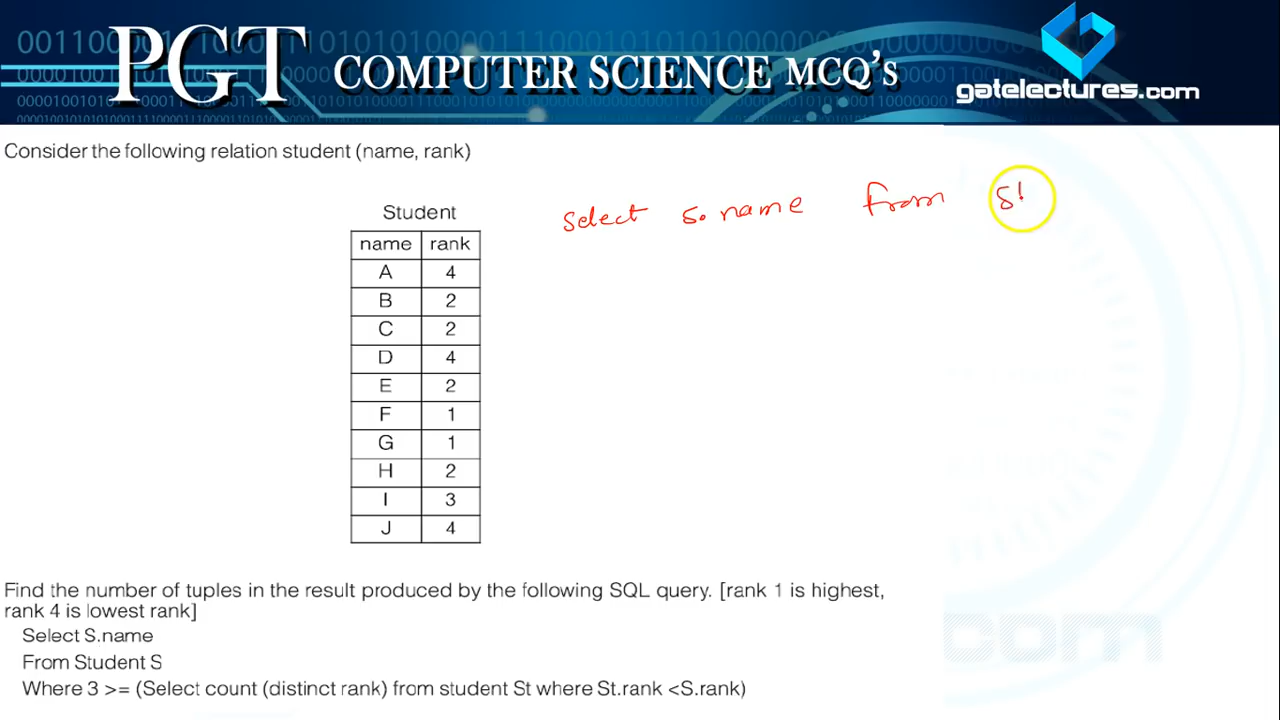 PGT COMPUTER SCIENCE MCQ'S
gatelectures.com
Consider the following relation student (name, rank)
select s.name from st
Student
name rank
A 4
B 2
C 2
D 4
E 2
F 1
G 1
H 2
I 3
J 4
Find the number of tuples in the result produced by the following SQL query. [rank 1 is highest,
rank 4 is lowest rank]
Select S.name
From Student S
Where 3 >= (Select count (distinct rank) from student St where St.rank <S.rank)
com